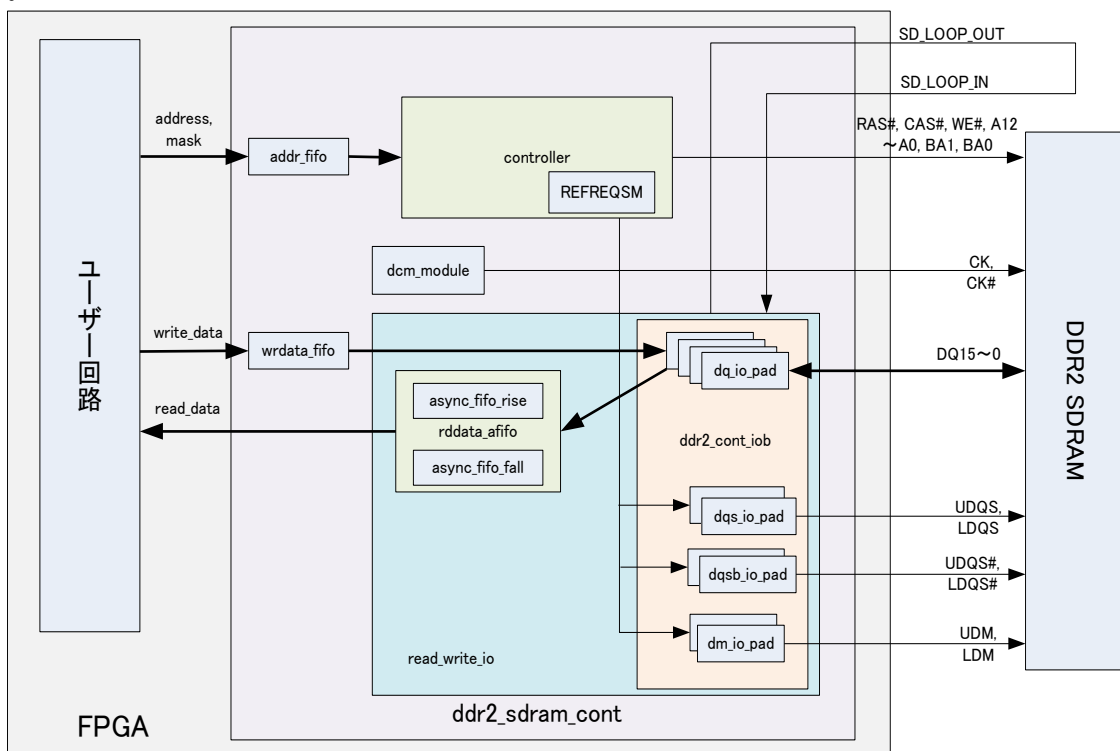 SD_LOOP_OUT
SD_LOOP_IN
address,
mask
addr_fifo
controller
REFREQSM
RAS#, CAS#, WE#, A12
～A0, BA1, BA0
dcm_module
CK,
CK#
ユーザー回路
write_data
wrdata_fifo
dq_io_pad
DQ15～0
DDR2 SDRAM
read_data
async_fifo_rise
rddata_afifo
async_fifo_fall
ddr2_cont_iob
dqs_io_pad
UDQS,
LDQS
dqsb_io_pad
UDQS#,
LDQS#
dm_io_pad
UDM,
LDM
read_write_io
ddr2_sdram_cont
FPGA